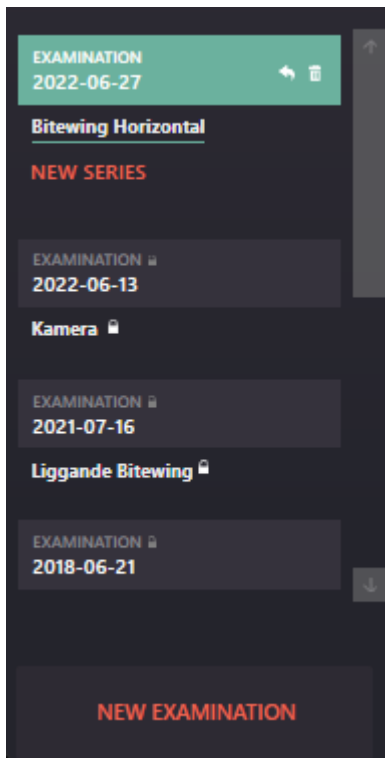 EXAMINATION
2022-06-27
Bitewing Horizontal
NEW SERIES
EXAMINATION
2022-06-13
Kamera
EXAMINATION
2021-07-16
Liggande Bitewing
EXAMINATION
2018-06-21
NEW EXAMINATION